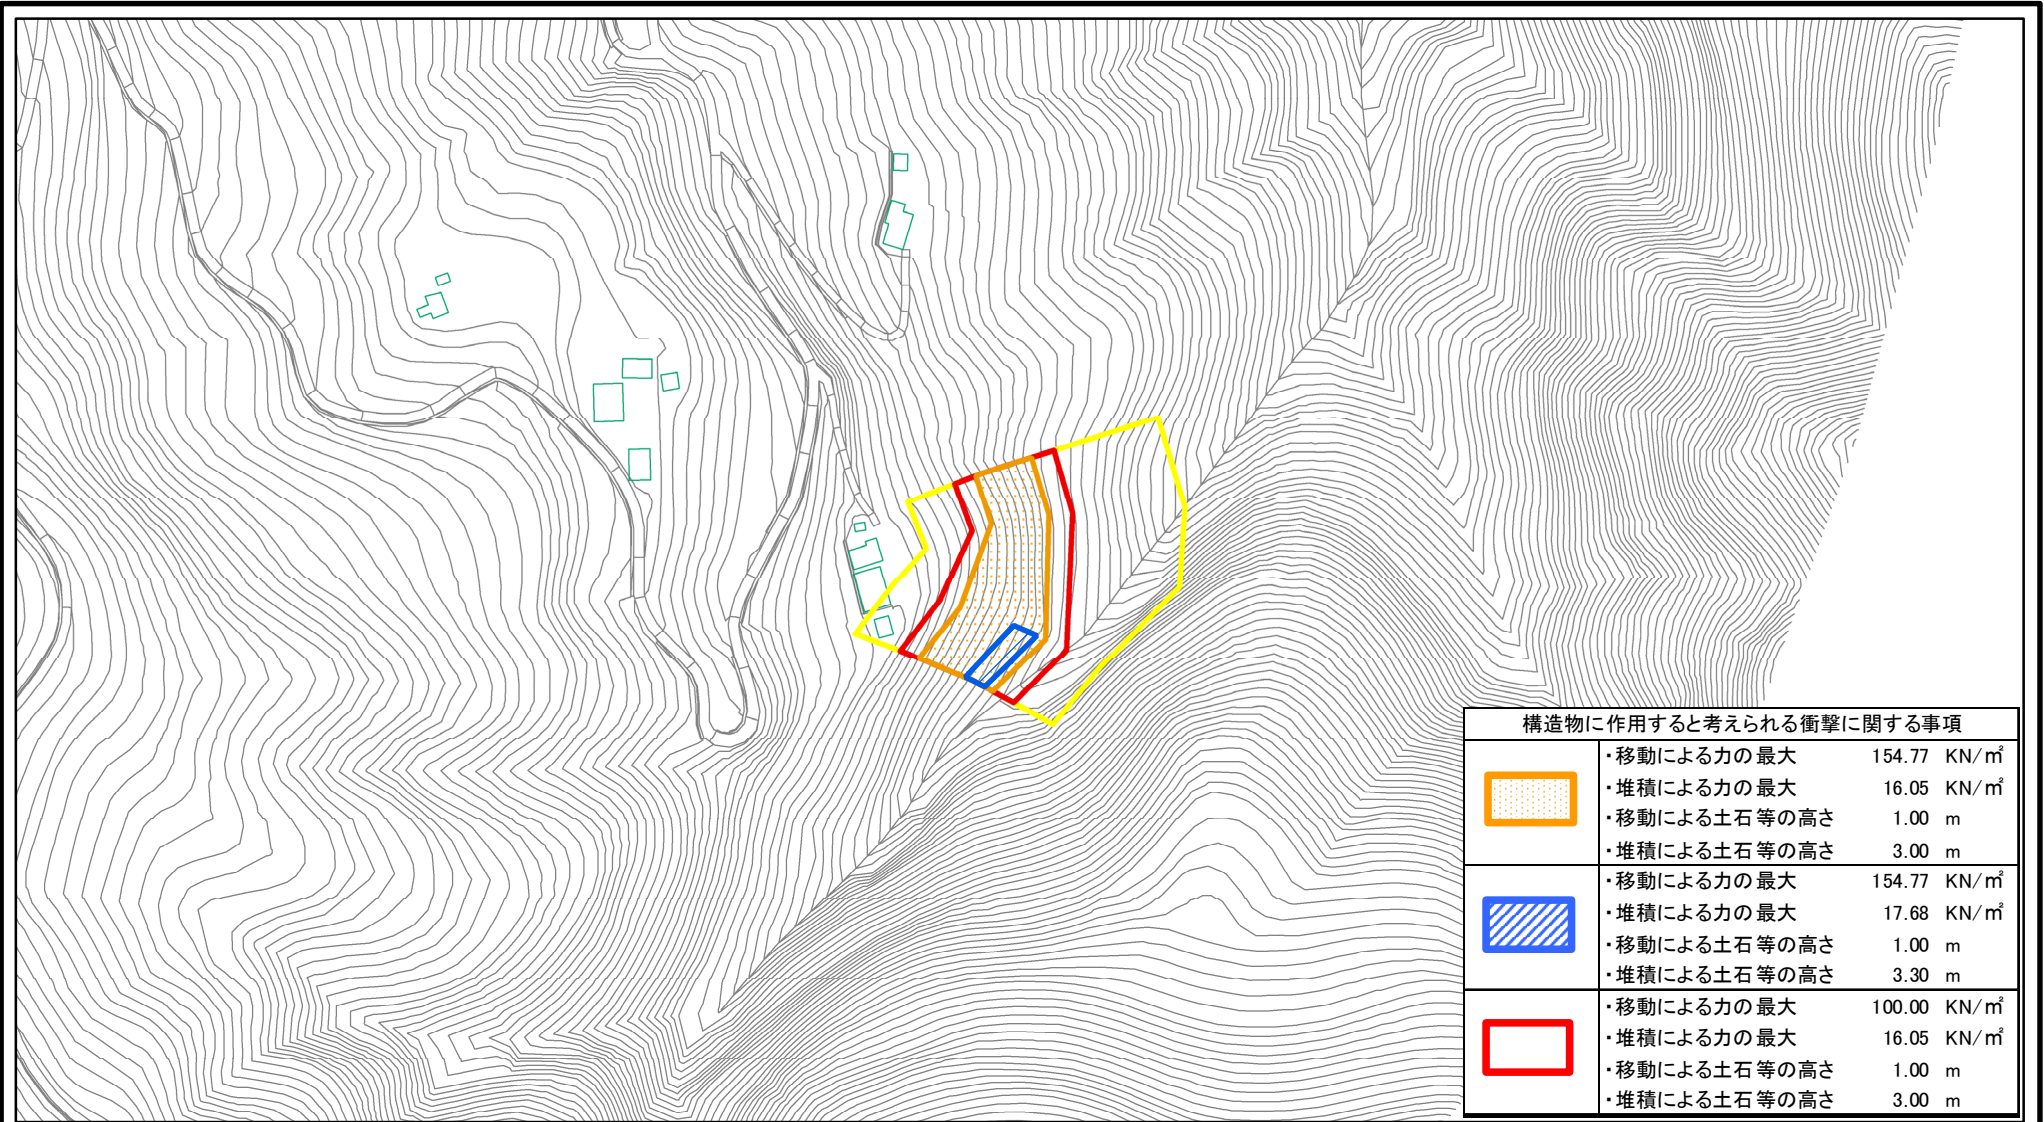 構造物に作用すると考えられる衝撃に関する事項
・移動による力の最大 154.77 KN/㎡
・堆積による力の最大 16.05 KN/㎡
・移動による土石等の高さ 1.00 m
・堆積による土石等の高さ 3.00 m
・移動による力の最大 154.77 KN/㎡
・堆積による力の最大 17.68 KN/㎡
・移動による土石等の高さ 1.00 m
・堆積による土石等の高さ 3.30 m
・移動による力の最大 100.00 KN/㎡
・堆積による力の最大 16.05 KN/㎡
・移動による土石等の高さ 1.00 m
・堆積による土石等の高さ 3.00 m